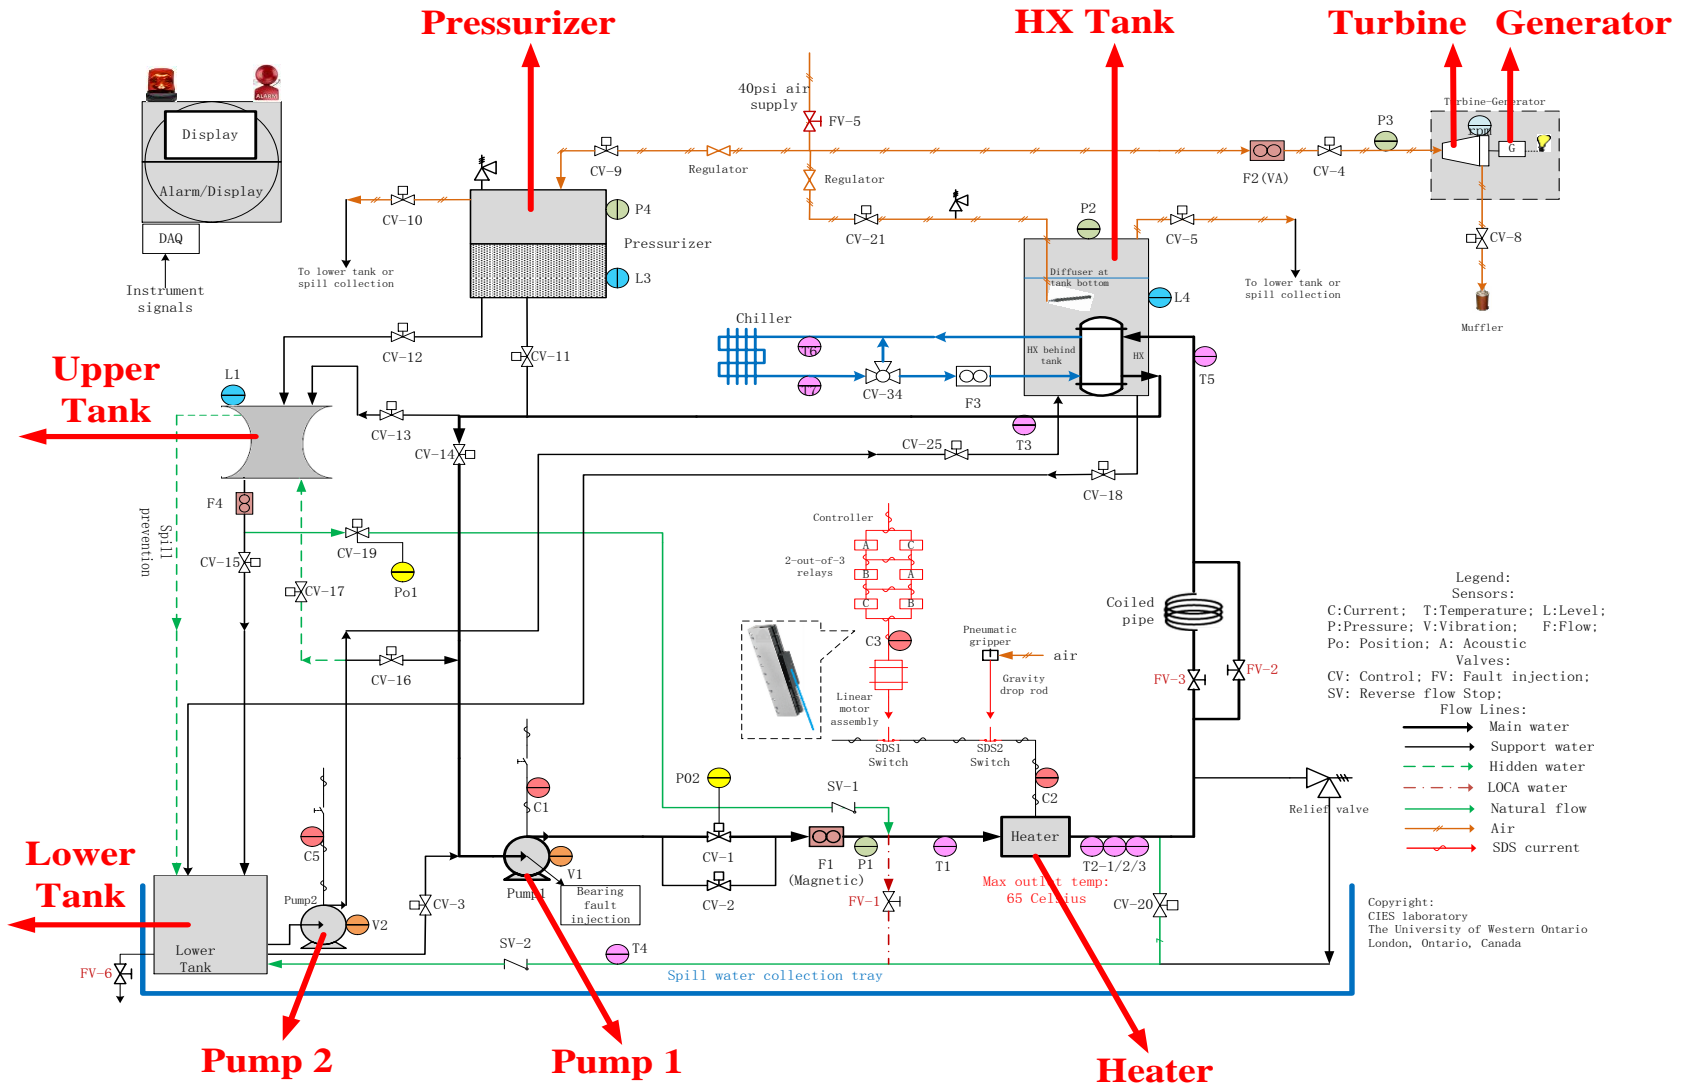 Pressurizer
HX Tank
Turbine
Generator
ALARM
Display
Alarm/Display
DAQ
Instrument
signals
40psi air
supply
FV-5
CV-9
Regulator
Regulator
F2(VA)
CV-4
P3
Turbine-Generator
rpm
G
CV-8
Muffler
CV-10
To lower tank or
spill collection
P4
Pressurizer
L3
CV-21
P2
CV-5
To lower tank or
spill collection
Diffuser at
tank bottom
L4
HX behind
tank
HX
Chiller
T6
T7
CV-34
F3
T5
CV-12
CV-11
Upper
Tank
L1
CV-13
CV-14
T3
CV-25
CV-18
F4
Spill
prevention
CV-15
CV-19
Po1
CV-17
CV-16
Controller
A
C
2-out-of-3
relays
B
A
C
B
C3
Linear
motor
assembly
Pneumatic
gripper
air
Gravity
drop rod
SDS1
Switch
SDS2
Switch
Coiled
pipe
FV-3
FV-2
Legend:
Sensors:
C:Current; T:Temperature; L:Level;
P:Pressure; V:Vibration; F:Flow;
Po: Position; A: Acoustic
Valves:
CV: Control; FV: Fault injection;
SV: Reverse flow Stop;
Flow Lines:
Main water
Support water
Hidden water
LOCA water
Natural flow
Air
SDS current
Relief valve
PO2
SV-1
C1
C2
C5
Heater
CV-1
CV-2
F1
(Magnetic)
P1
T1
T2-1/2/3
V1
Pump1
Bearing
fault
injection
CV-3
Max outlet temp:
65 Celsius
FV-1
CV-20
Lower
Tank
Pump2
V2
Lower
Tank
FV-6
SV-2
T4
Spill water collection tray
Copyright:
CIES laboratory
The University of Western Ontario
London, Ontario, Canada
Pump 2
Pump 1
Heater